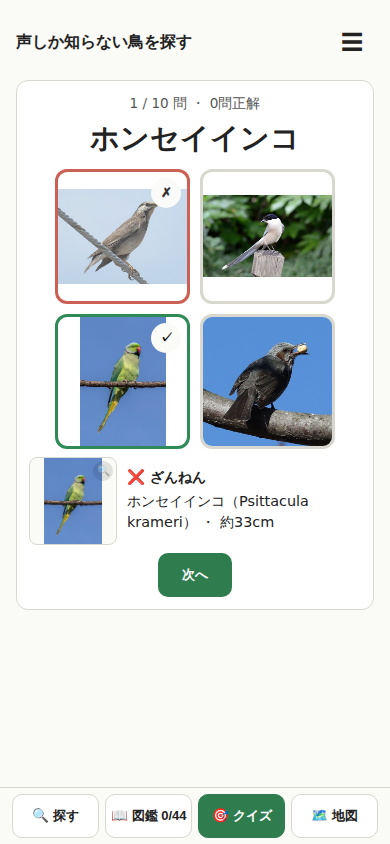 声しか知らない鳥を探す
☰
1 / 10 問 ・ 0問正解
ホンセイインコ
✗
✓
❌ ざんねん
ホンセイインコ（Psittacula
krameri） ・ 約33cm
次へ
🔍 探す
📖 図鑑 0/44
🎯 クイズ
🗺️ 地図